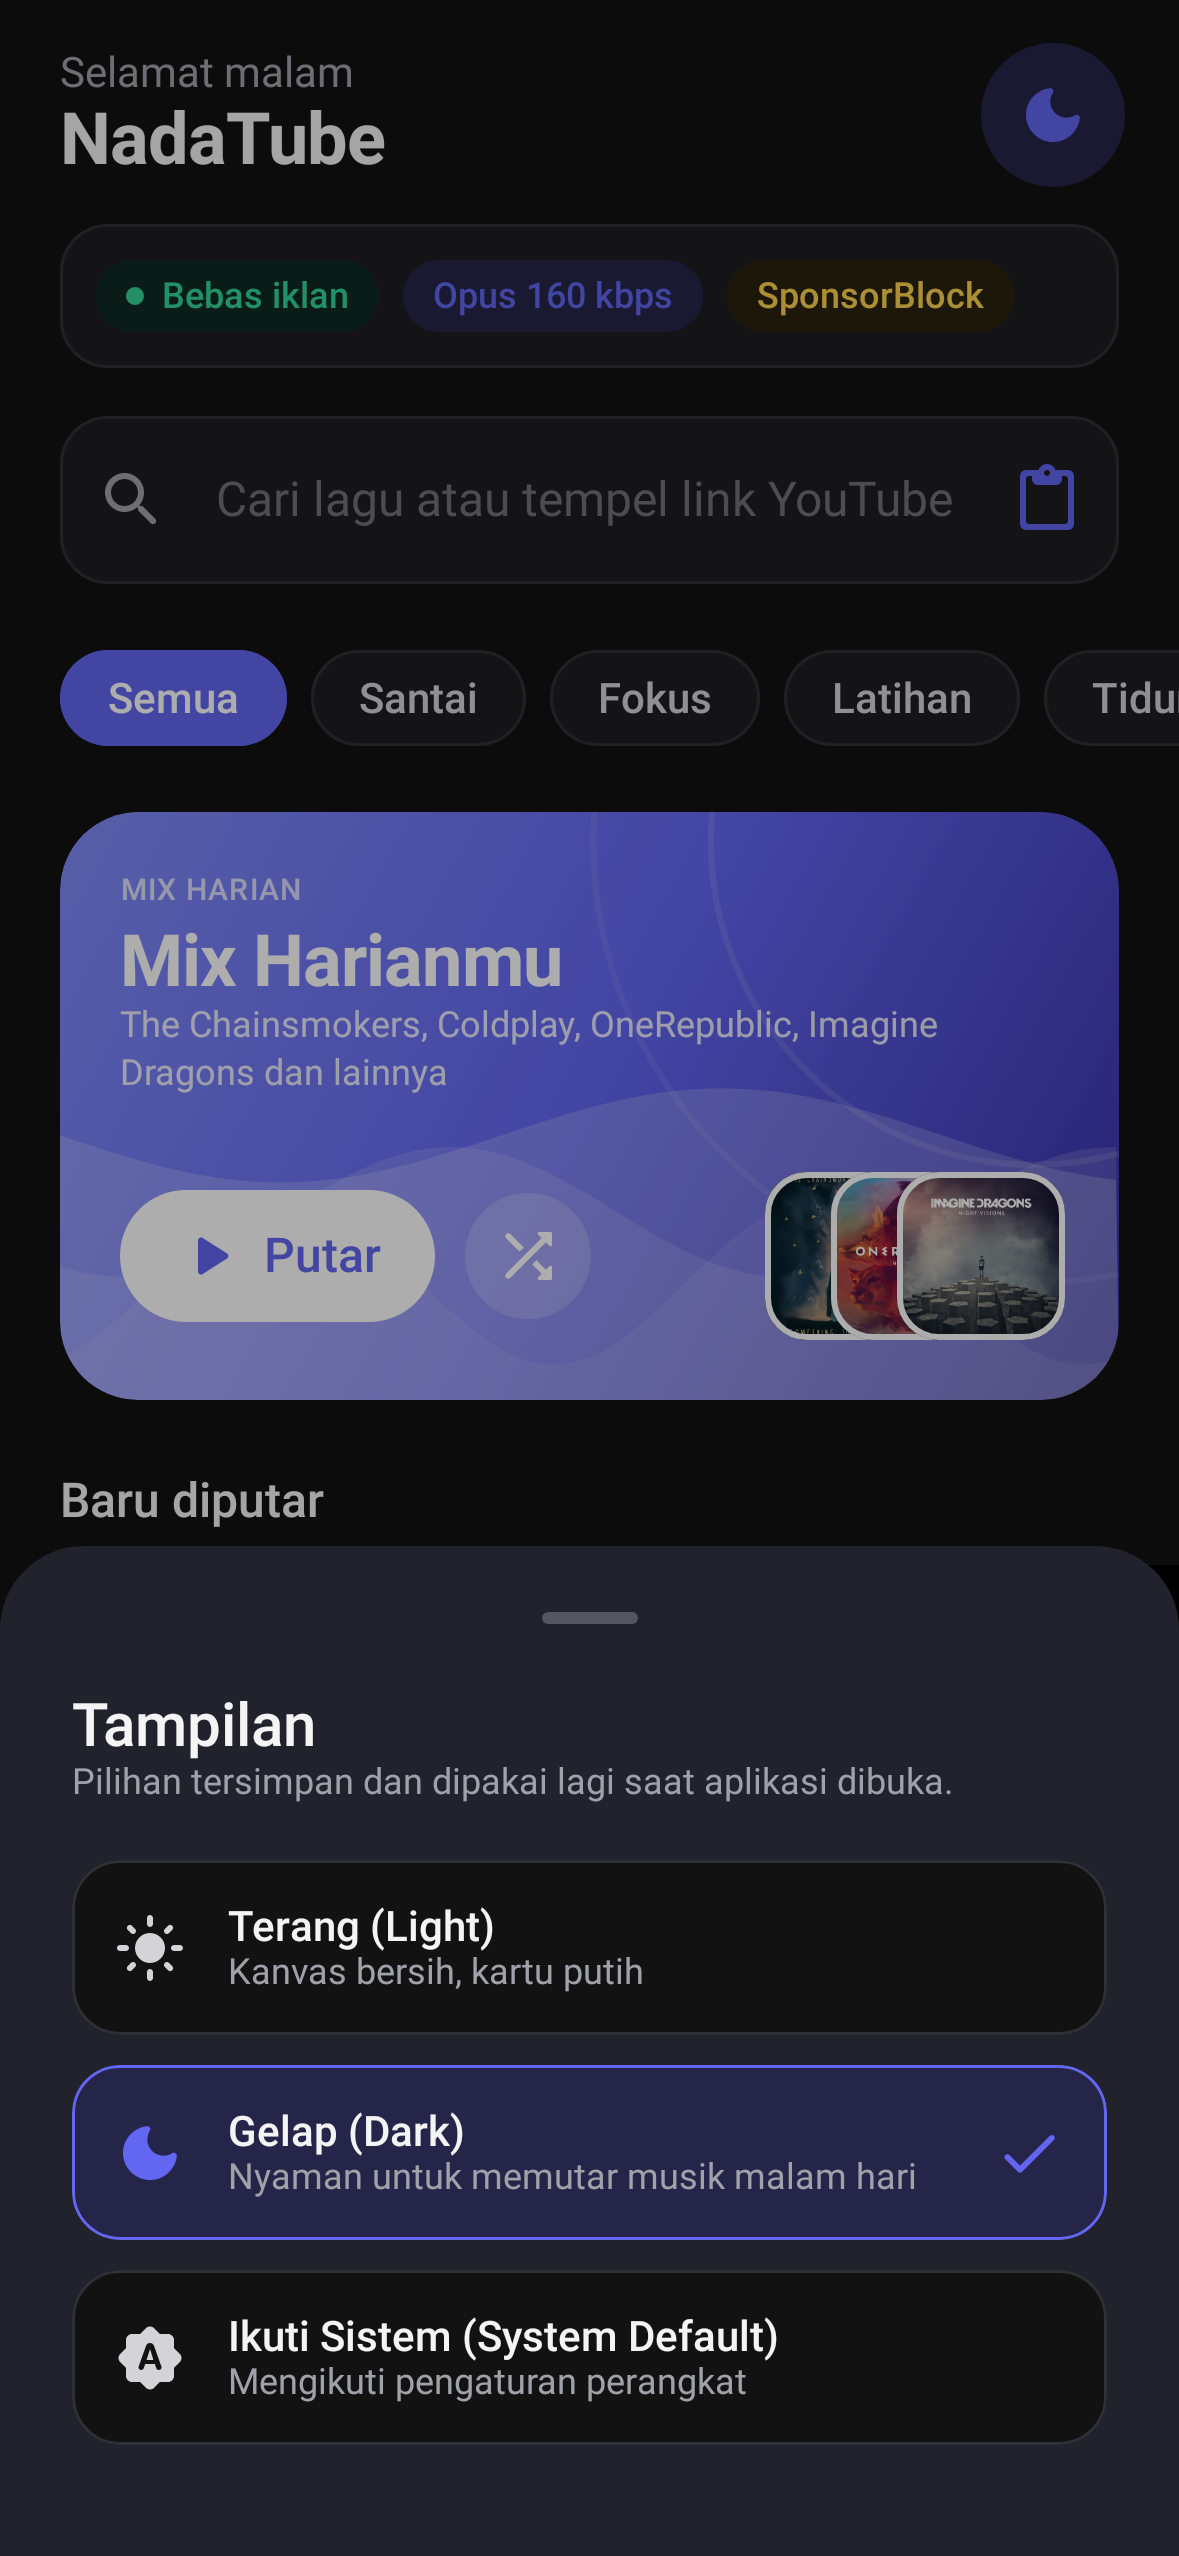 Selamat malam
NadaTube
Bebas iklan
Opus 160 kbps
SponsorBlock
Cari lagu atau tempel link YouTube
Semua
Santai
Fokus
Latihan
MIX HARIAN
Mix Harianmu
The Chainsmokers, Coldplay, OneRepublic, Imagine
Dragons dan lainnya
Putar
IMAGINE DRAGONS
NIGHT VISIONS
Baru diputar
Tampilan
Pilihan tersimpan dan dipakai lagi saat aplikasi dibuka.
Terang (Light)
Kanvas bersih, kartu putih
Gelap (Dark)
Nyaman untuk memutar musik malam hari
A
Ikuti Sistem (System Default)
Mengikuti pengaturan perangkat